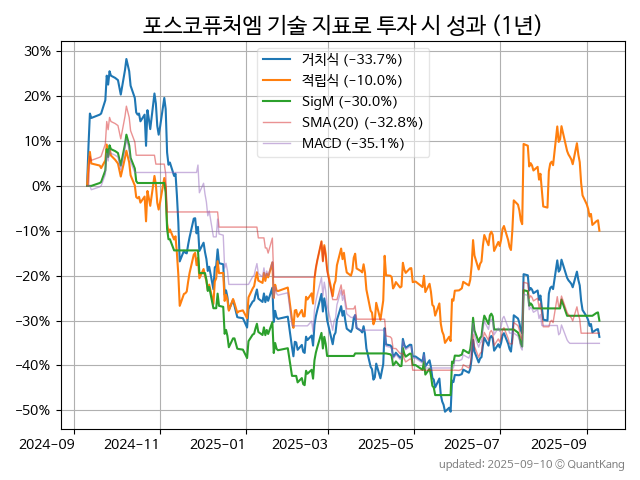 포스코퓨처엠 기술 지표로 투자 시 성과 (1년)
거치식 (−33.7%)
적립식 (−10.0%)
SigM (−30.0%)
SMA(20) (−32.8%)
MACD (−35.1%)
30%
20%
10%
0%
−10%
−20%
−30%
−40%
−50%
2024-09 2024-11 2025-01 2025-03 2025-05 2025-07 2025-09
updated: 2025-09-10 © QuantKang